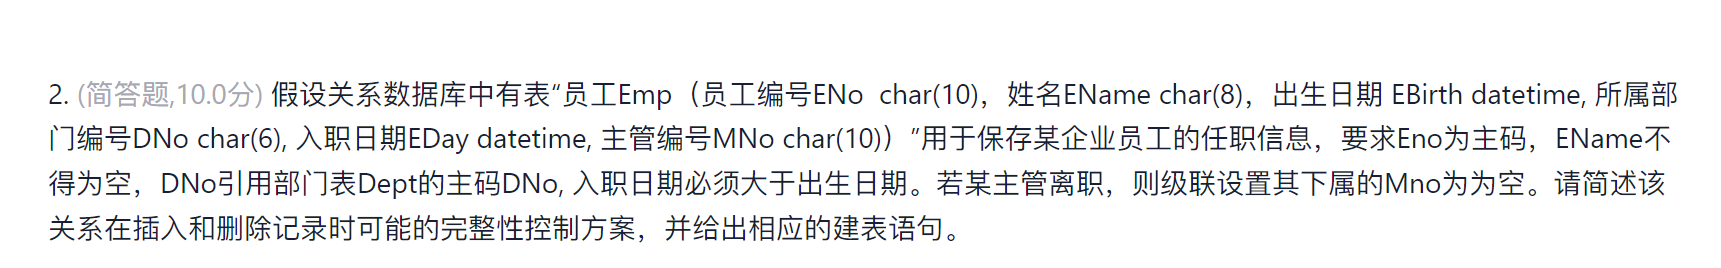 2. (简答题,10.0分) 假设关系数据库中有表“员工Emp（员工编号ENo  char(10)，姓名EName char(8)，出生日期 EBirth datetime, 所属部
门编号DNo char(6), 入职日期EDay datetime, 主管编号MNo char(10)）”用于保存某企业员工的任职信息，要求Eno为主码，EName不
得为空，DNo引用部门表Dept的主码DNo, 入职日期必须大于出生日期。若某主管离职，则级联设置其下属的Mno为为空。请简述该
关系在插入和删除记录时可能的完整性控制方案，并给出相应的建表语句。